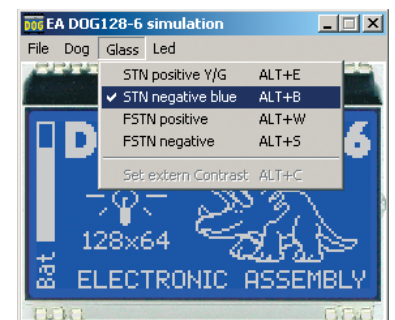 DOG EA DOG128-6 simulation
File Dog Glass Led
STN positive Y/G ALT+E
STN negative blue ALT+B
FSTN positive ALT+W
FSTN negative ALT+S
Set extern Contrast ALT+C
D 6
128x64
Bat
ELECTRONIC ASSEMBLY